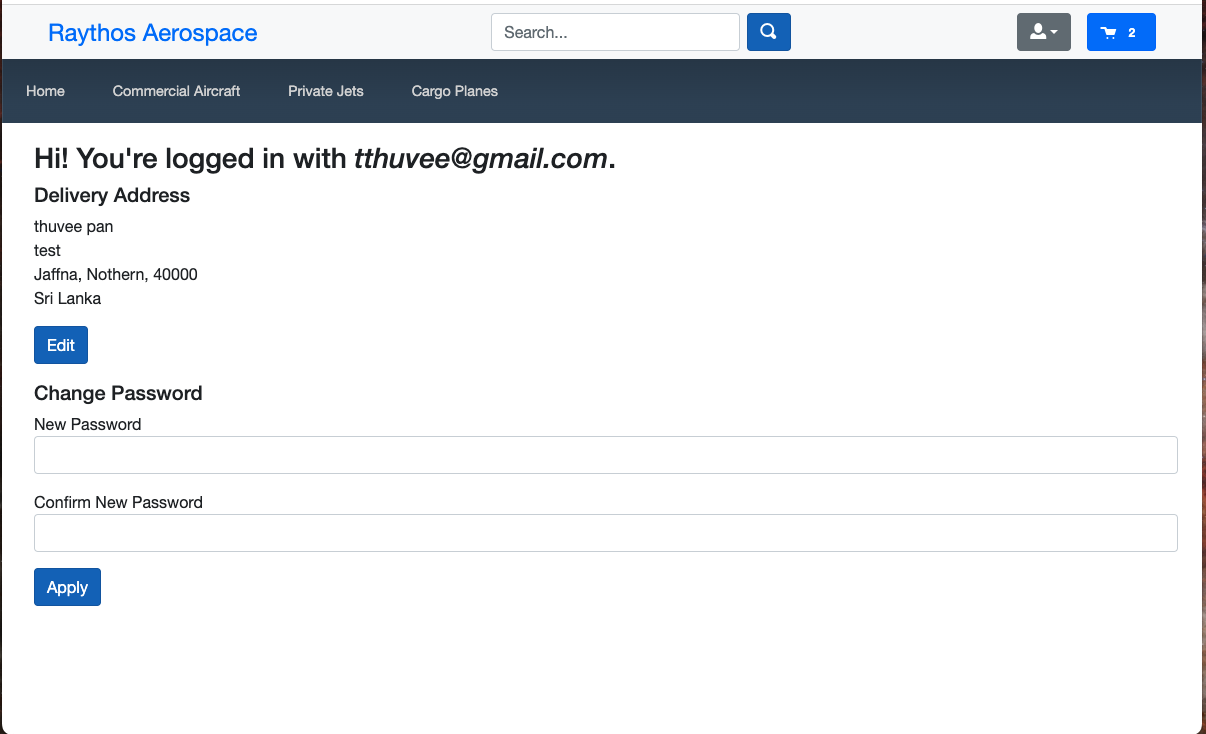 Raythos Aerospace
Search...
2
Home
Commercial Aircraft
Private Jets
Cargo Planes
Hi! You're logged in with tthuvee@gmail.com.
Delivery Address
thuvee pan
test
Jaffna, Nothern, 40000
Sri Lanka
Edit
Change Password
New Password
Confirm New Password
Apply